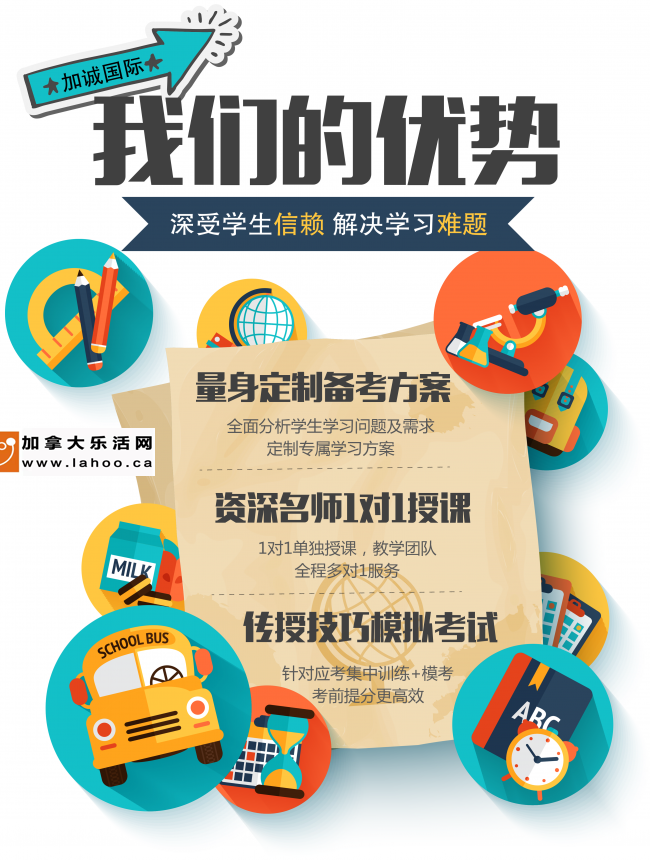 加诚国际
我们的优势
深受学生信赖 解决学习难题
量身定制备考方案
全面分析学生学习问题及需求
定制专属学习方案
加拿大乐活网
www.lahoo.ca
资深名师1对1授课
1对1单独授课，教学团队
全程多对1服务
MILK
传授技巧模拟考试
SCHOOL BUS
针对应考集中训练+模考
考前提分更高效
ABC